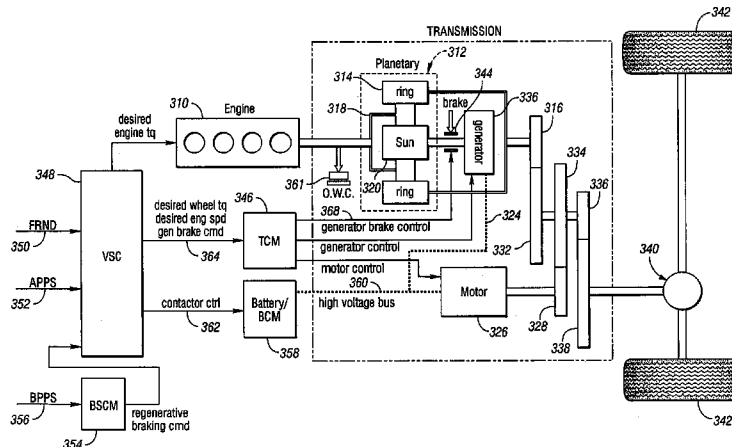 TRANSMISSION
342
Planetary
312
314
ring
344
336
brake
generator
316
310
Engine
318
desired
engine tq
Sun
334
348
361
O.W.C.
320
ring
336
346
desired wheel tq
desired eng spd
gen brake cmd
368
generator brake control
324
340
FRND
350
VSC
364
TCM
generator control
332
motor control
APPS
352
contactor ctrl
362
Battery/
BCM
360
high voltage bus
Motor
326
328
358
338
BPPS
356
BSCM
354
regenerative
braking cmd
342